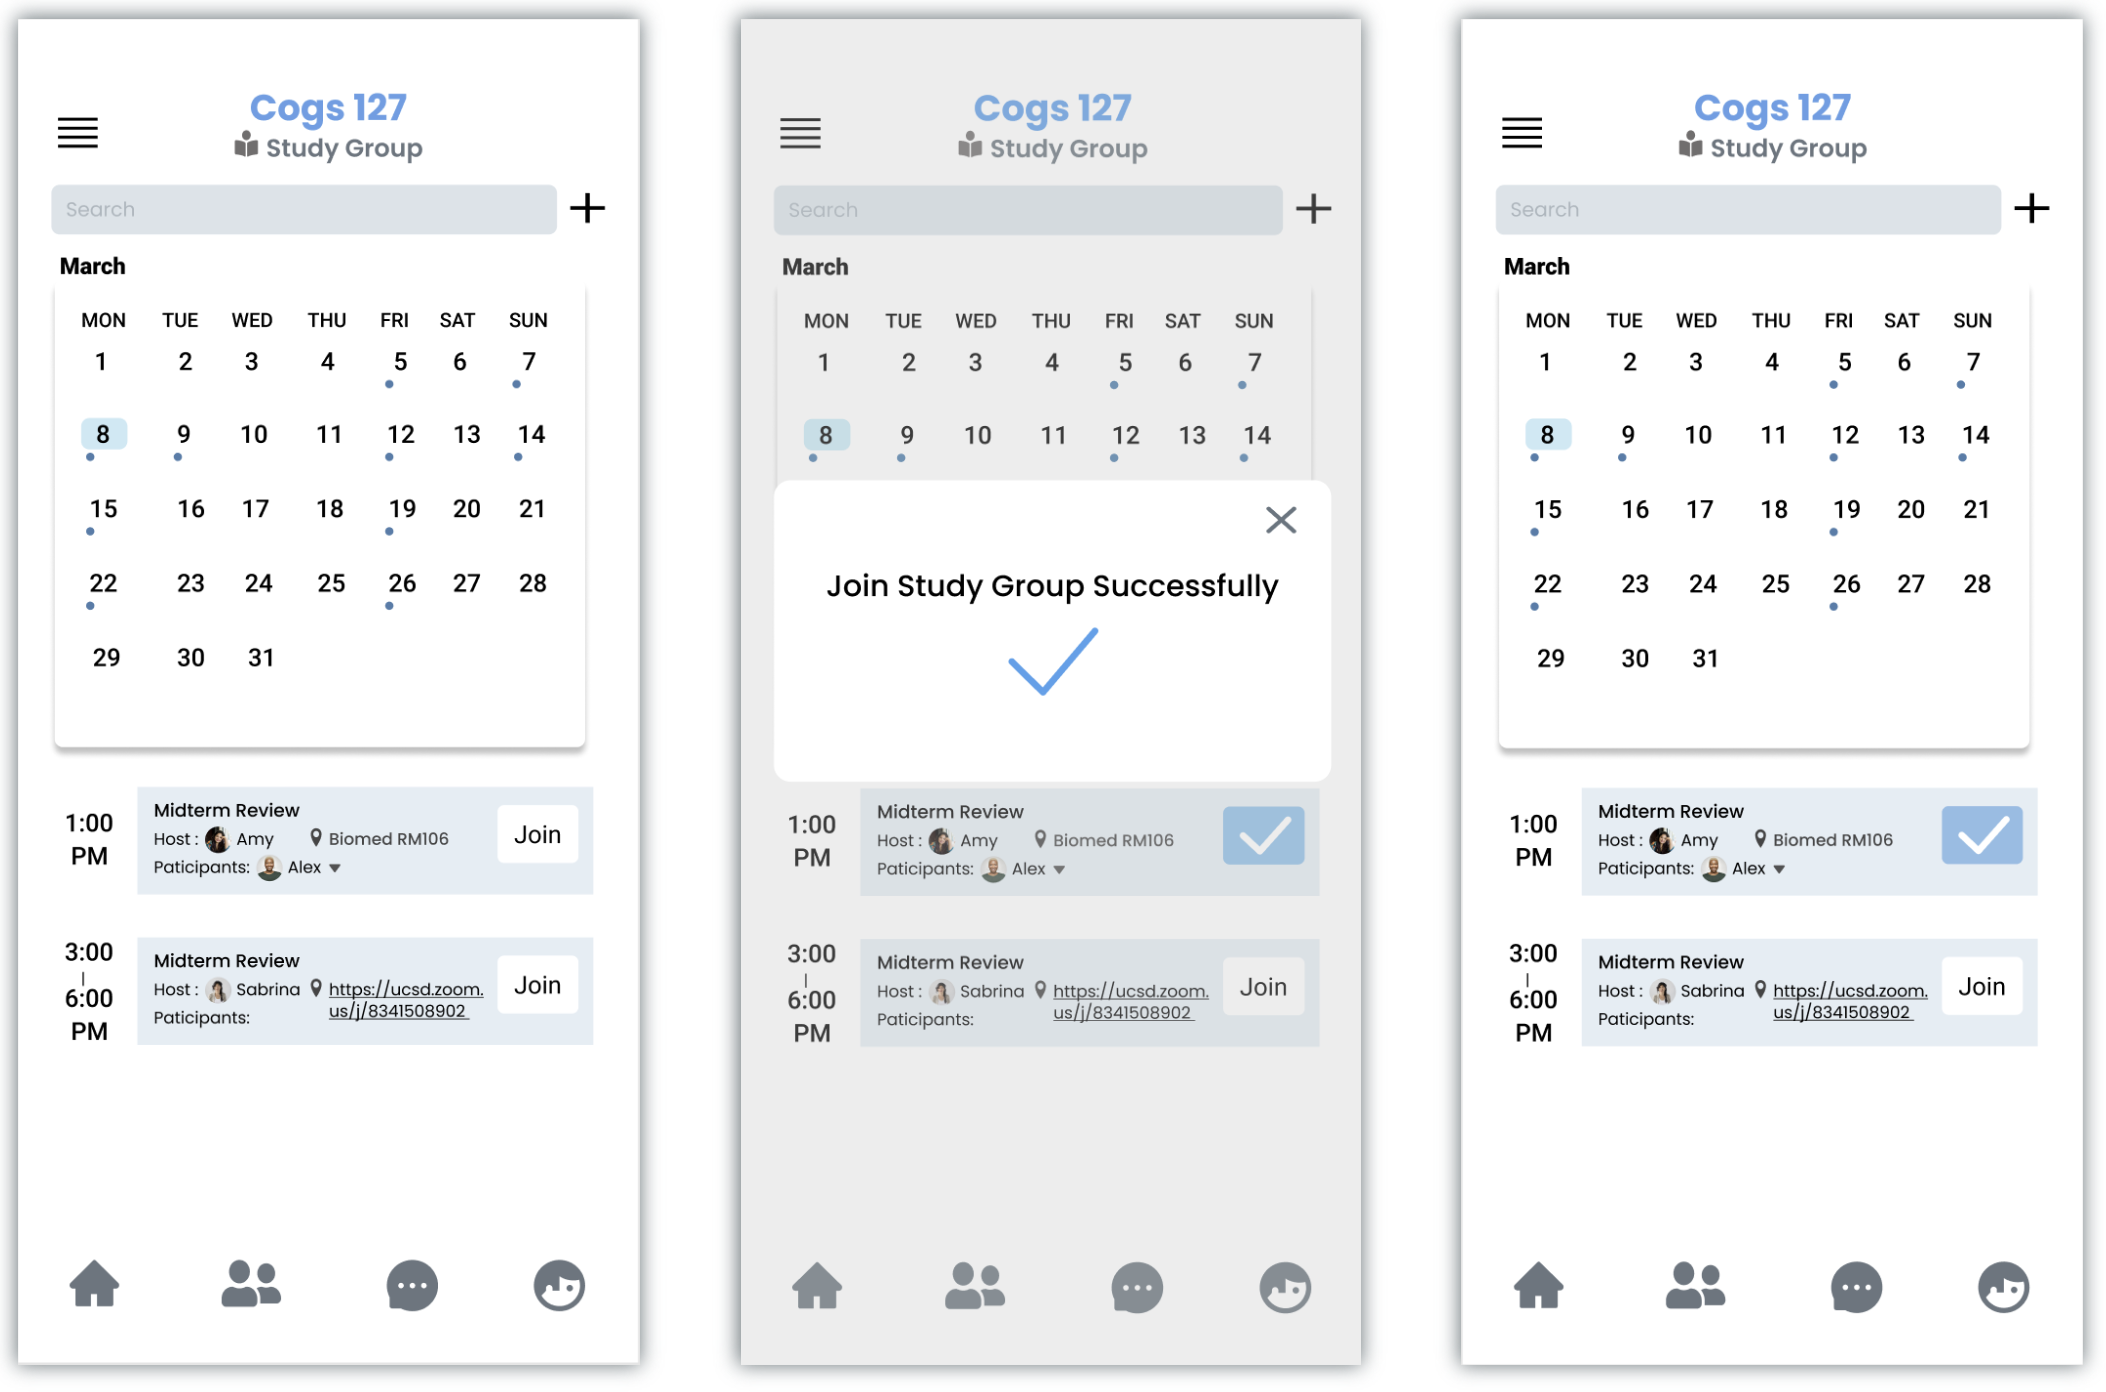 Cogs 127
Study Group
Search
March
MON TUE WED THU FRI SAT SUN
1 2 3 4 5 6 7
8 9 10 11 12 13 14
15 16 17 18 19 20 21
22 23 24 25 26 27 28
29 30 31
1:00
PM
Midterm Review
Host : Amy Biomed RM106
Paticipants: Alex
Join
3:00
6:00
PM
Midterm Review
Host : Sabrina https://ucsd.zoom.
us/j/8341508902
Paticipants:
Join
Cogs 127
Study Group
Search
March
MON TUE WED THU FRI SAT SUN
1 2 3 4 5 6 7
8 9 10 11 12 13 14
Join Study Group Successfully
1:00
PM
Midterm Review
Host : Amy Biomed RM106
Paticipants: Alex
3:00
6:00
PM
Midterm Review
Host : Sabrina https://ucsd.zoom.
us/j/8341508902
Paticipants:
Join
Cogs 127
Study Group
Search
March
MON TUE WED THU FRI SAT SUN
1 2 3 4 5 6 7
8 9 10 11 12 13 14
15 16 17 18 19 20 21
22 23 24 25 26 27 28
29 30 31
1:00
PM
Midterm Review
Host : Amy Biomed RM106
Paticipants: Alex
3:00
6:00
PM
Midterm Review
Host : Sabrina https://ucsd.zoom.
us/j/8341508902
Paticipants:
Join